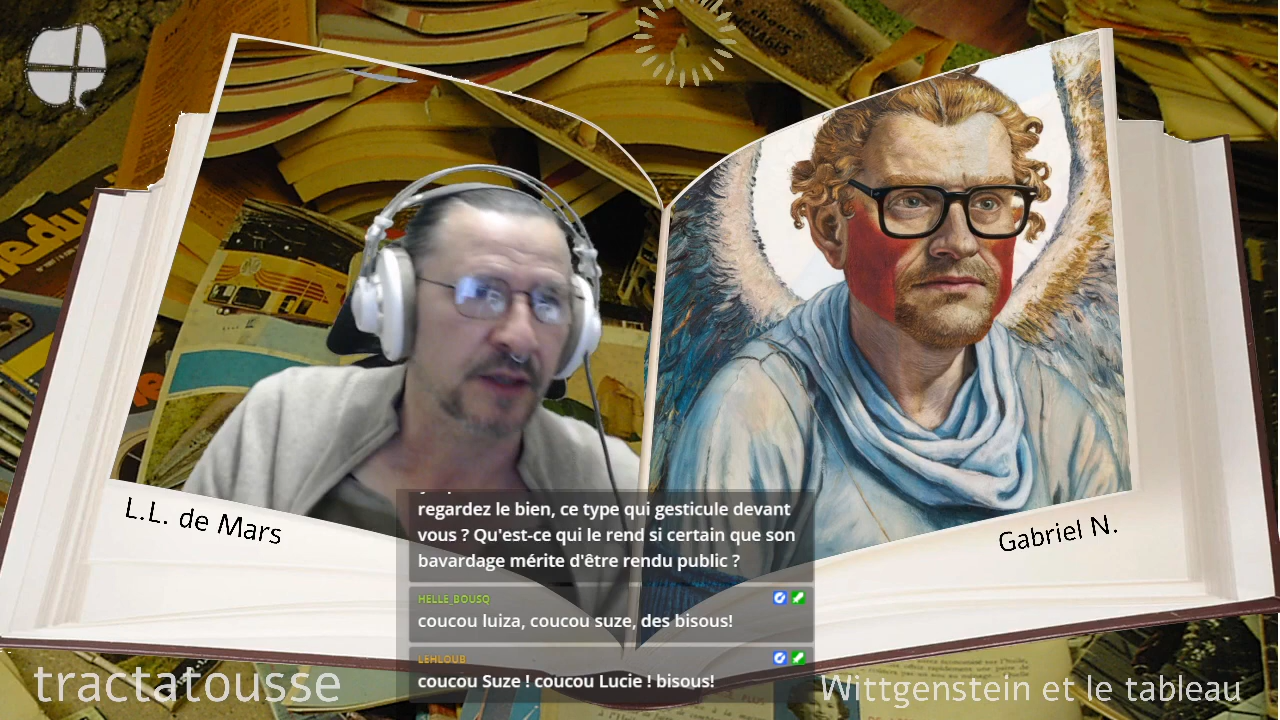 L.L. de Mars
Gabriel N.
regardez le bien, ce type qui gesticule devant
vous ? Qu'est-ce qui le rend si certain que son
bavardage mérite d'être rendu public ?
HELLE_BOUSQ
coucou luiza, coucou suze, des bisous!
LEHLOUB
coucou Suze ! coucou Lucie ! bisous!
tractatousse
Wittgenstein et le tableau